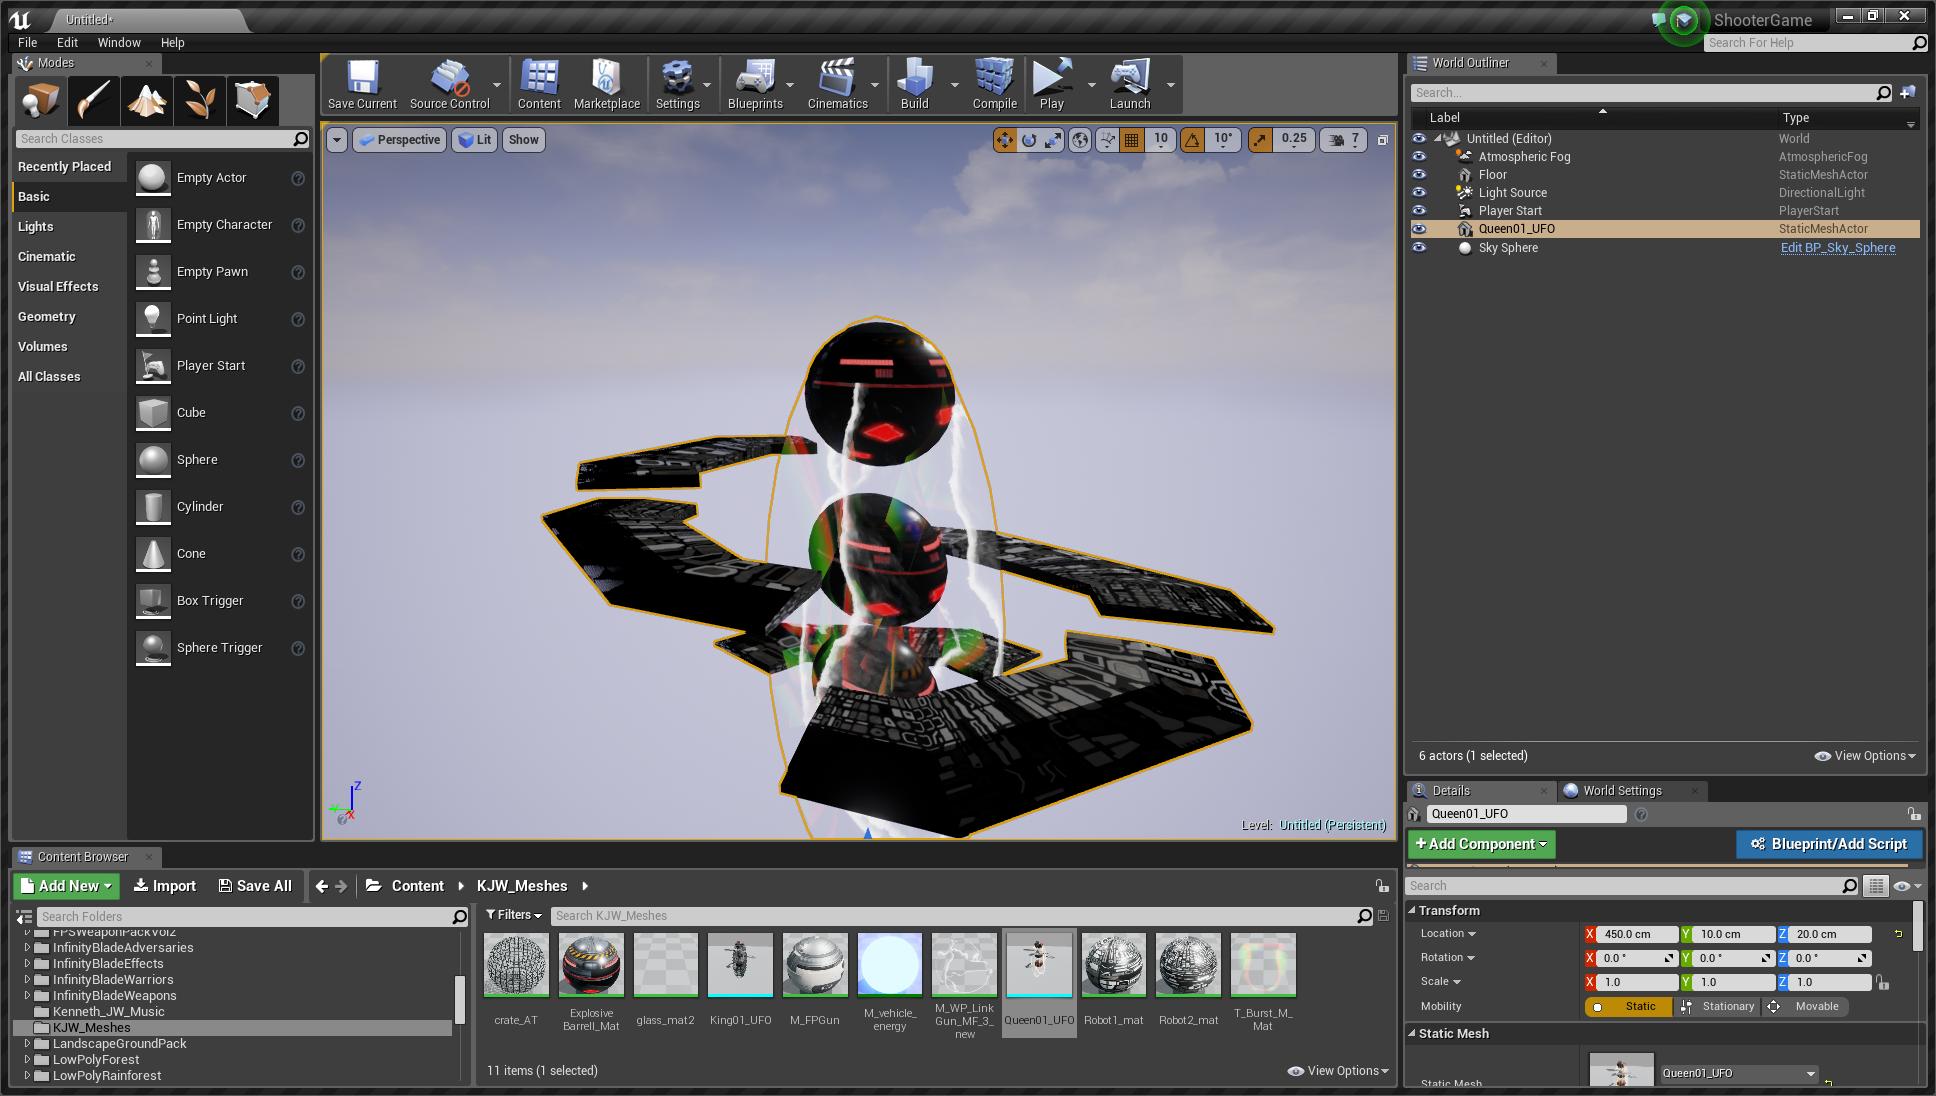 Untitled*
ShooterGame
File Edit Window Help
Search For Help
Modes
Save Current Source Control Content Marketplace Settings Blueprints Cinematics Build Compile Play Launch
World Outliner
Search...
Label Type
Untitled (Editor) World
Atmospheric Fog AtmosphericFog
Floor StaticMeshActor
Light Source DirectionalLight
Player Start PlayerStart
Queen01_UFO StaticMeshActor
Sky Sphere Edit BP_Sky_Sphere
6 actors (1 selected) View Options
Search Classes
Recently Placed
Basic
Lights
Cinematic
Visual Effects
Geometry
Volumes
All Classes
Empty Actor
Empty Character
Empty Pawn
Point Light
Player Start
Cube
Sphere
Cylinder
Cone
Box Trigger
Sphere Trigger
Perspective Lit Show
10 10° 0.25 7
Z
Y
X
Level: Untitled (Persistent)
Details World Settings
Queen01_UFO
+Add Component Blueprint/Add Script
Search
Transform
Location X 450.0 cm Y 10.0 cm Z 20.0 cm
Rotation X 0.0 ° Y 0.0 ° Z 0.0 °
Scale X 1.0 Y 1.0 Z 1.0
Mobility Static Stationary Movable
Static Mesh
Static Mesh Queen01_UFO
Content Browser
Add New Import Save All Content KJW_Meshes
Search Folders
FPSWeaponPackVol2
InfinityBladeAdversaries
InfinityBladeEffects
InfinityBladeWarriors
InfinityBladeWeapons
Kenneth_JW_Music
KJW_Meshes
LandscapeGroundPack
LowPolyForest
LowPolyRainforest
Filters Search KJW_Meshes
crate_AT
Explosive
Barrell_Mat
glass_mat2
King01_UFO
M_FPGun
M_vehicle_
energy
M_WP_Link
Gun_MF_3_
new
Queen01_UFO
Robot1_mat
Robot2_mat
T_Burst_M_
Mat
11 items (1 selected) View Options